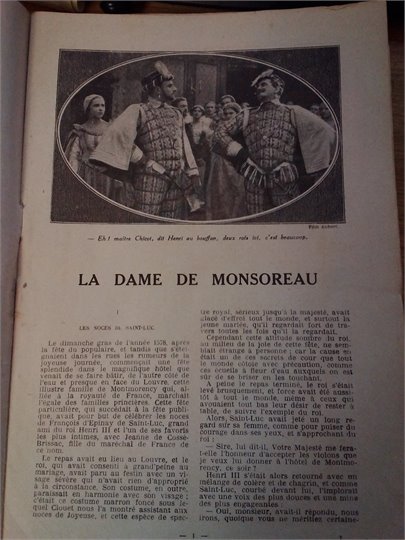 Film Aubert.
— Eh ! maître Chicot, dit Henri au bouffon, deux rois ici, c'est beaucoup.
LA DAME DE MONSOREAU
I
LES NOCES DE SAINT-LUC
Le dimanche gras de l'année 1578, après
la fête du populaire, et tandis que s'étei-
gnaient dans les rues les rumeurs de la
joyeuse journée, commençait une fête
splendide dans le magnifique hôtel que
venait de se faire bâtir, de l'autre côté de
l'eau et presque en face du Louvre, cette
illustre famille de Montmorency qui, al-
liée à la royauté de France, marchait
l'égale des familles princières. Cette fête
particulière, qui succédait à la fête publi-
que, avait pour but de célébrer les noces
de François d'Epinay de Saint-Luc, grand
ami du roi Henri III et l'un de ses favoris
les plus intimes, avec Jeanne de Cossé-
Brissac, fille du maréchal de France de
ce nom.
Le repas avait eu lieu au Louvre, et le
roi, qui avait consenti à grand'peine au
mariage, avait paru au festin avec un vi-
sage sévère qui n'avait rien d'approprié
à la circonstance. Son costume, en outre,
paraissait en harmonie avec son visage ;
c'était ce costume marron foncé sous le-
quel Clouet nous l'a montré assistant aux
noces de Joyeuse, et cette espèce de spec-
tre royal, sérieux jusqu'à la majesté, avait
glacé d'effroi tout le monde, et surtout la
jeune mariée, qu'il regardait fort de tra-
vers toutes les fois qu'il la regardait.
Cependant cette attitude sombre du roi,
au milieu de la joie de cette fête, ne sem-
blait étrange à personne ; car la cause en
était un de ces secrets de cour que tout
le monde côtoie avec précaution, comme
ces écueils à fleur d'eau auxquels on est
sûr de se briser en les touchant.
A peine le repas terminé, le roi s'était
levé brusquement, et force avait été aussi-
tôt à tout le monde, même à ceux qui
avouaient tout bas leur désir de rester à
table, de suivre l'exemple du roi.
Alors, Saint-Luc avait jeté un long re-
gard sur sa femme, comme pour puiser du
courage dans ses yeux, et s'approchant du
roi :
— Sire, lui dit-il, Votre Majesté me fera-
t-elle l'honneur d'accepter les violons que
je veux lui donner à l'hôtel de Montmo-
rency, ce soir ?
Henri III s'était alors retourné avec un
mélange de colère et de chagrin, et comme
Saint-Luc, courbé devant lui, l'implorait
avec une voix des plus douces et une mine
des plus engageantes :
— Oui, monsieur, avait-il répondu, nous
irons, quoique vous ne méritiez certaine-
— 1 —